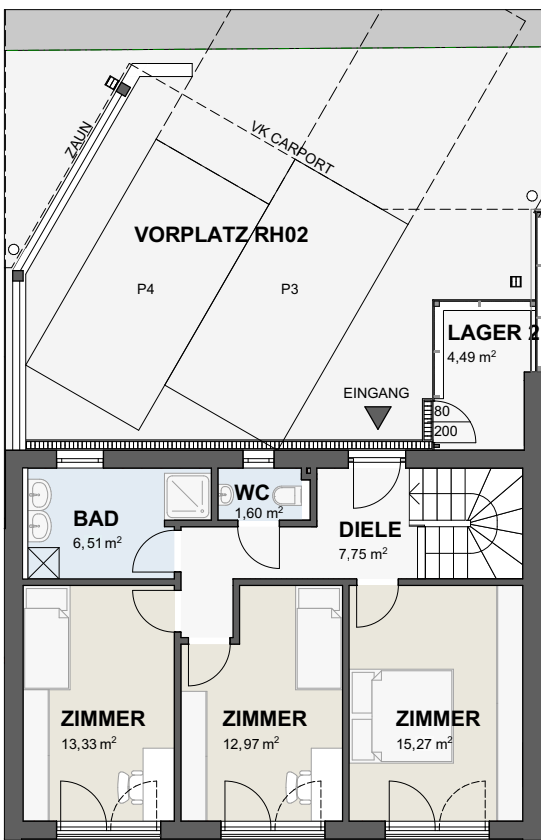 ZAUN
VK CARPORT
VORPLATZ RH02
P4
P3
LAGER 2
4,49 m²
EINGANG
80
200
BAD
6,51 m²
WC
1,60 m²
DIELE
7,75 m²
ZIMMER
13,33 m²
ZIMMER
12,97 m²
ZIMMER
15,27 m²